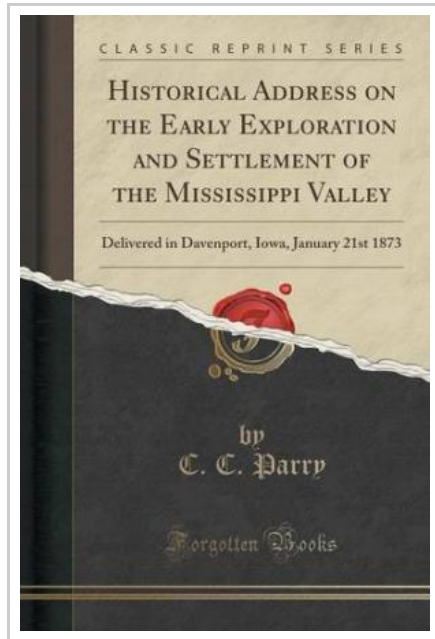 CLASSIC REPRINT SERIES
HISTORICAL ADDRESS ON
THE EARLY EXPLORATION
AND SETTLEMENT OF
THE MISSISSIPPI VALLEY
Delivered in Davenport, Iowa, January 21st 1873
by
C. C. Parry
Forgotten Books